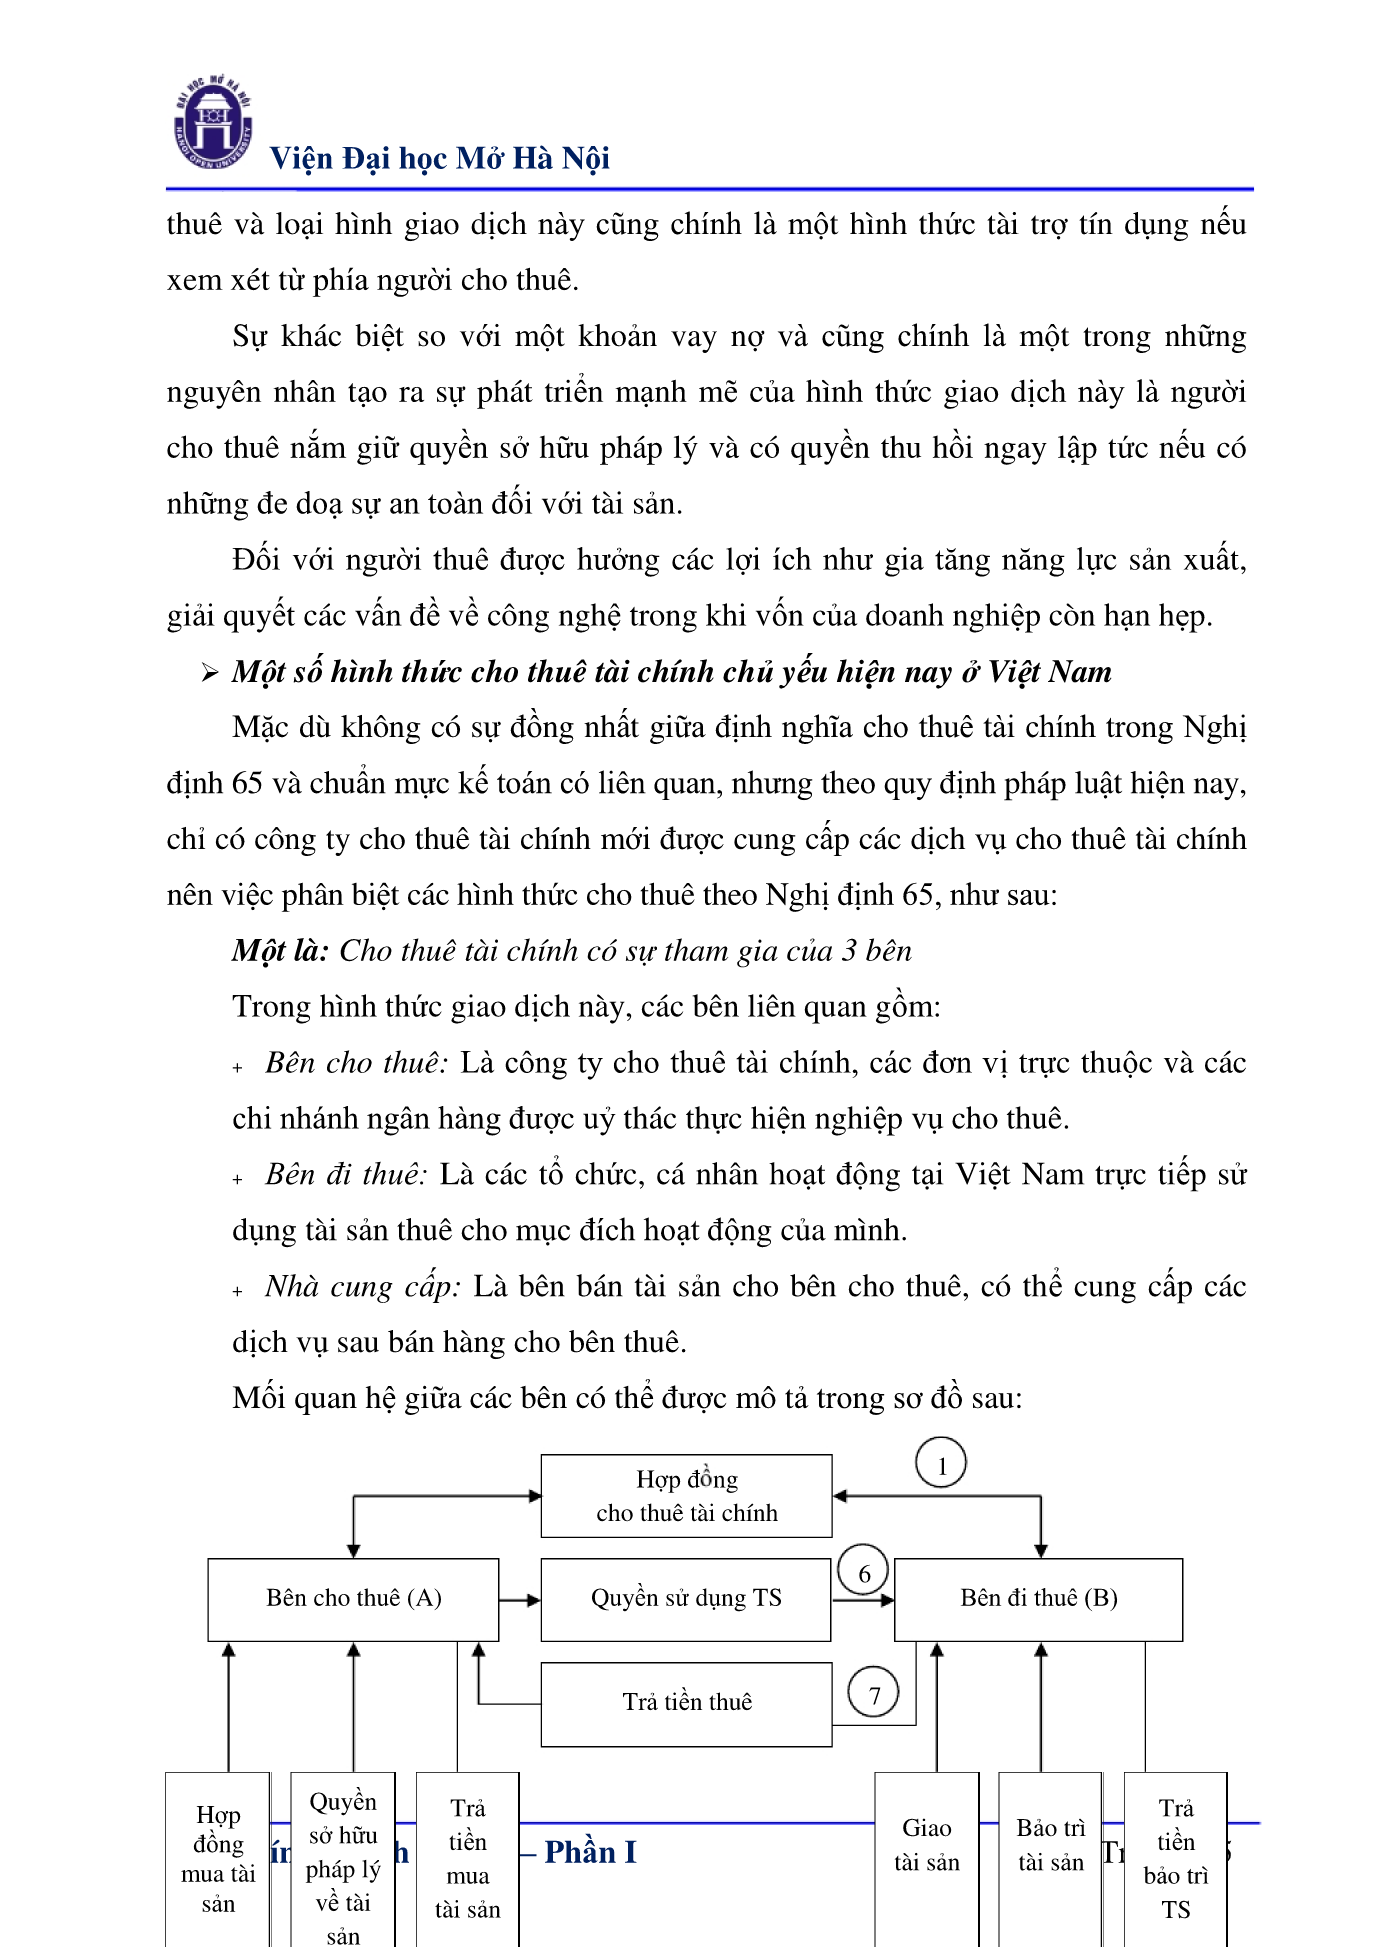 ĐẠI HỌC MỞ HÀ NỘI
HANOI OPEN UNIVERSITY
Viện Đại học Mở Hà Nội
thuê và loại hình giao dịch này cũng chính là một hình thức tài trợ tín dụng nếu
xem xét từ phía người cho thuê.
Sự khác biệt so với một khoản vay nợ và cũng chính là một trong những
nguyên nhân tạo ra sự phát triển mạnh mẽ của hình thức giao dịch này là người
cho thuê nắm giữ quyền sở hữu pháp lý và có quyền thu hồi ngay lập tức nếu có
những đe doạ sự an toàn đối với tài sản.
Đối với người thuê được hưởng các lợi ích như gia tăng năng lực sản xuất,
giải quyết các vấn đề về công nghệ trong khi vốn của doanh nghiệp còn hạn hẹp.
➢ Một số hình thức cho thuê tài chính chủ yếu hiện nay ở Việt Nam
Mặc dù không có sự đồng nhất giữa định nghĩa cho thuê tài chính trong Nghị
định 65 và chuẩn mực kế toán có liên quan, nhưng theo quy định pháp luật hiện nay,
chỉ có công ty cho thuê tài chính mới được cung cấp các dịch vụ cho thuê tài chính
nên việc phân biệt các hình thức cho thuê theo Nghị định 65, như sau:
Một là: Cho thuê tài chính có sự tham gia của 3 bên
Trong hình thức giao dịch này, các bên liên quan gồm:
+ Bên cho thuê: Là công ty cho thuê tài chính, các đơn vị trực thuộc và các
chi nhánh ngân hàng được uỷ thác thực hiện nghiệp vụ cho thuê.
+ Bên đi thuê: Là các tổ chức, cá nhân hoạt động tại Việt Nam trực tiếp sử
dụng tài sản thuê cho mục đích hoạt động của mình.
+ Nhà cung cấp: Là bên bán tài sản cho bên cho thuê, có thể cung cấp các
dịch vụ sau bán hàng cho bên thuê.
Mối quan hệ giữa các bên có thể được mô tả trong sơ đồ sau:
1
Hợp đồng
cho thuê tài chính
Bên cho thuê (A)
Quyền sử dụng TS
6
Bên đi thuê (B)
Trả tiền thuê
7
Hợp
đồng
mua tài
sản
Quyền
sở hữu
pháp lý
về tài
sản
Trả
tiền
mua
tài sản
– Phần I
Giao
tài sản
Bảo trì
tài sản
Trả
tiền
bảo trì
TS